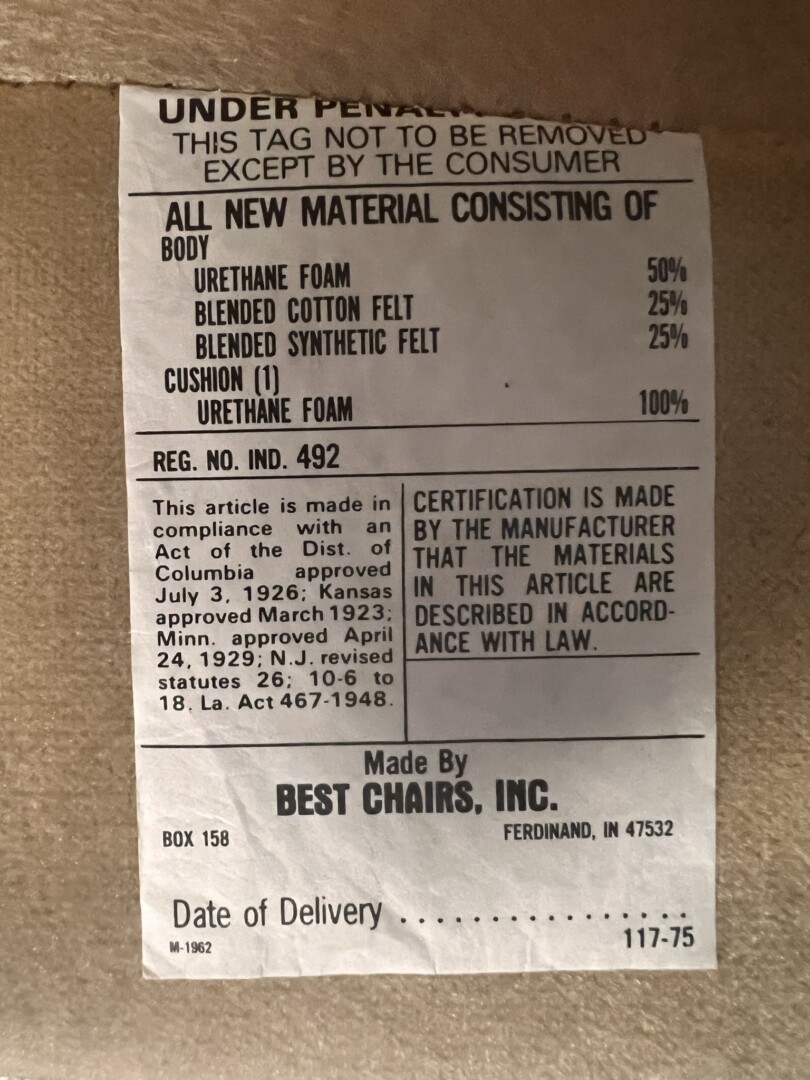 UNDER
THIS TAG NOT TO BE REMOVED
EXCEPT BY THE CONSUMER
ALL NEW MATERIAL CONSISTING OF
BODY
URETHANE FOAM 50%
BLENDED COTTON FELT 25%
BLENDED SYNTHETIC FELT 25%
CUSHION (1)
URETHANE FOAM 100%
REG. NO. IND. 492
This article is made in
compliance with an
Act of the Dist. of
Columbia approved
July 3, 1926; Kansas
approved March 1923;
Minn. approved April
24, 1929; N.J. revised
statutes 26; 10-6 to
18. La. Act 467-1948.
CERTIFICATION IS MADE
BY THE MANUFACTURER
THAT THE MATERIALS
IN THIS ARTICLE ARE
DESCRIBED IN ACCORD-
ANCE WITH LAW.
Made By
BEST CHAIRS, INC.
BOX 158 FERDINAND, IN 47532
Date of Delivery ................
M-1962 117-75